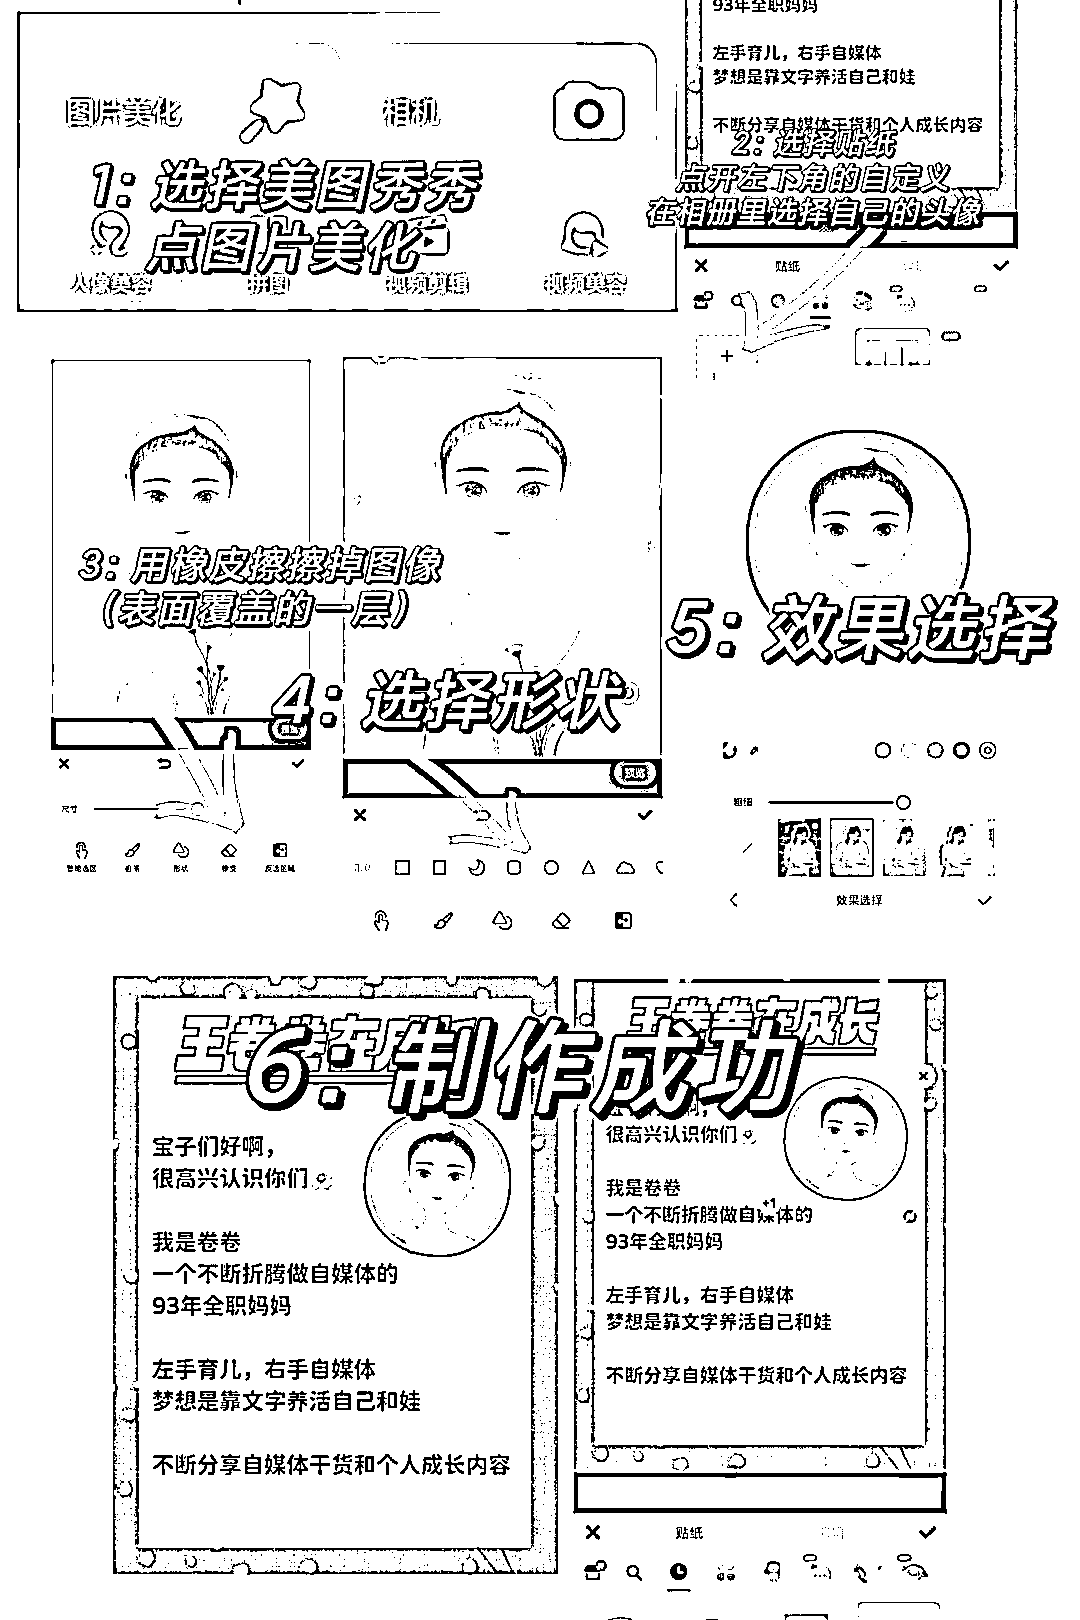 图片美化
相机
1: 选择美图秀秀
点图片美化
人像美容
拼图
视频剪辑
视频美容
93年全职妈妈
左手育儿，右手自媒体
梦想是靠文字养活自己和娃
不断分享自媒体干货和个人成长内容
2: 选择贴纸
点开左下角的自定义
在相册里选择自己的头像
贴纸
3: 用橡皮擦擦掉图像
（表面覆盖的一层）
尺寸
智能选区
画笔
形状
橡皮
反选区域
4: 选择形状
预览
5: 效果选择
粗细
效果选择
6: 制作成功
宝子们好啊，
很高兴认识你们
我是卷卷
一个不断折腾做自媒体的
93年全职妈妈
左手育儿，右手自媒体
梦想是靠文字养活自己和娃
不断分享自媒体干货和个人成长内容
王卷卷在成长
很高兴认识你们
我是卷卷
+1
一个不断折腾做自媒体的
93年全职妈妈
左手育儿，右手自媒体
梦想是靠文字养活自己和娃
不断分享自媒体干货和个人成长内容
贴纸